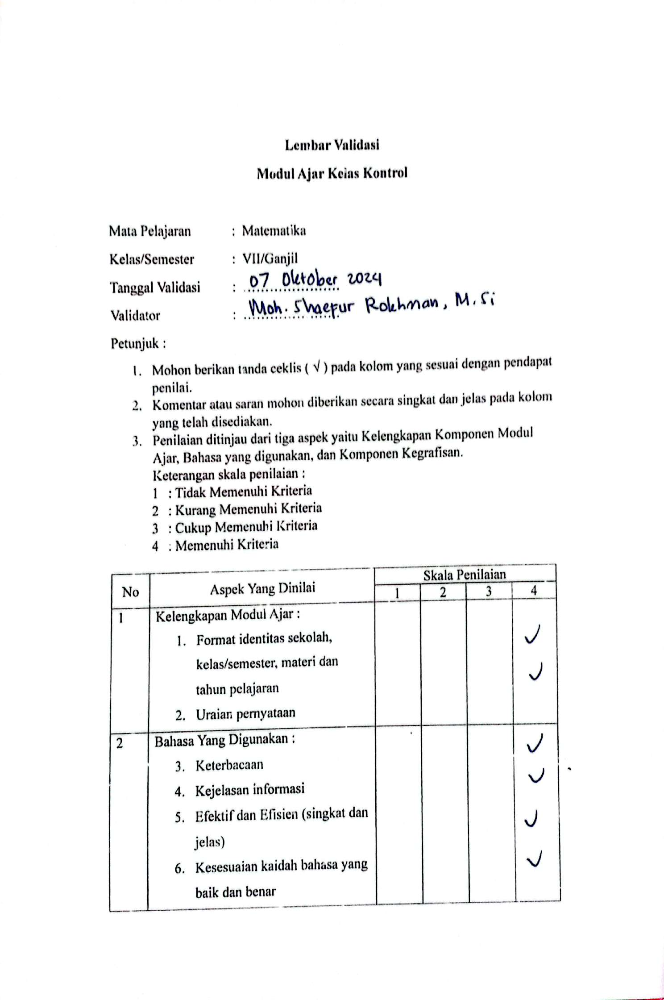 Lembar Validasi
Modul Ajar Kelas Kontrol
Mata Pelajaran : Matematika
Kelas/Semester : VII/Ganjil
Tanggal Validasi : 07 Oktober 2024
Validator : Moh. Shaefur Rokhman, M.Si
Petunjuk :
1. Mohon berikan tanda ceklis ( √ ) pada kolom yang sesuai dengan pendapat
penilai.
2. Komentar atau saran mohon diberikan secara singkat dan jelas pada kolom
yang telah disediakan.
3. Penilaian ditinjau dari tiga aspek yaitu Kelengkapan Komponen Modul
Ajar, Bahasa yang digunakan, dan Komponen Kegrafisan.
Keterangan skala penilaian :
1 : Tidak Memenuhi Kriteria
2 : Kurang Memenuhi Kriteria
3 : Cukup Memenuhi Kriteria
4 : Memenuhi Kriteria
No Aspek Yang Dinilai Skala Penilaian
1 2 3 4
1 Kelengkapan Modul Ajar :
1. Format identitas sekolah, ✓
kelas/semester, materi dan
✓
tahun pelajaran
2. Uraian pernyataan
2 Bahasa Yang Digunakan : ✓
3. Keterbacaan ✓
4. Kejelasan informasi
5. Efektif dan Efisien (singkat dan ✓
jelas)
6. Kesesuaian kaidah bahasa yang ✓
baik dan benar